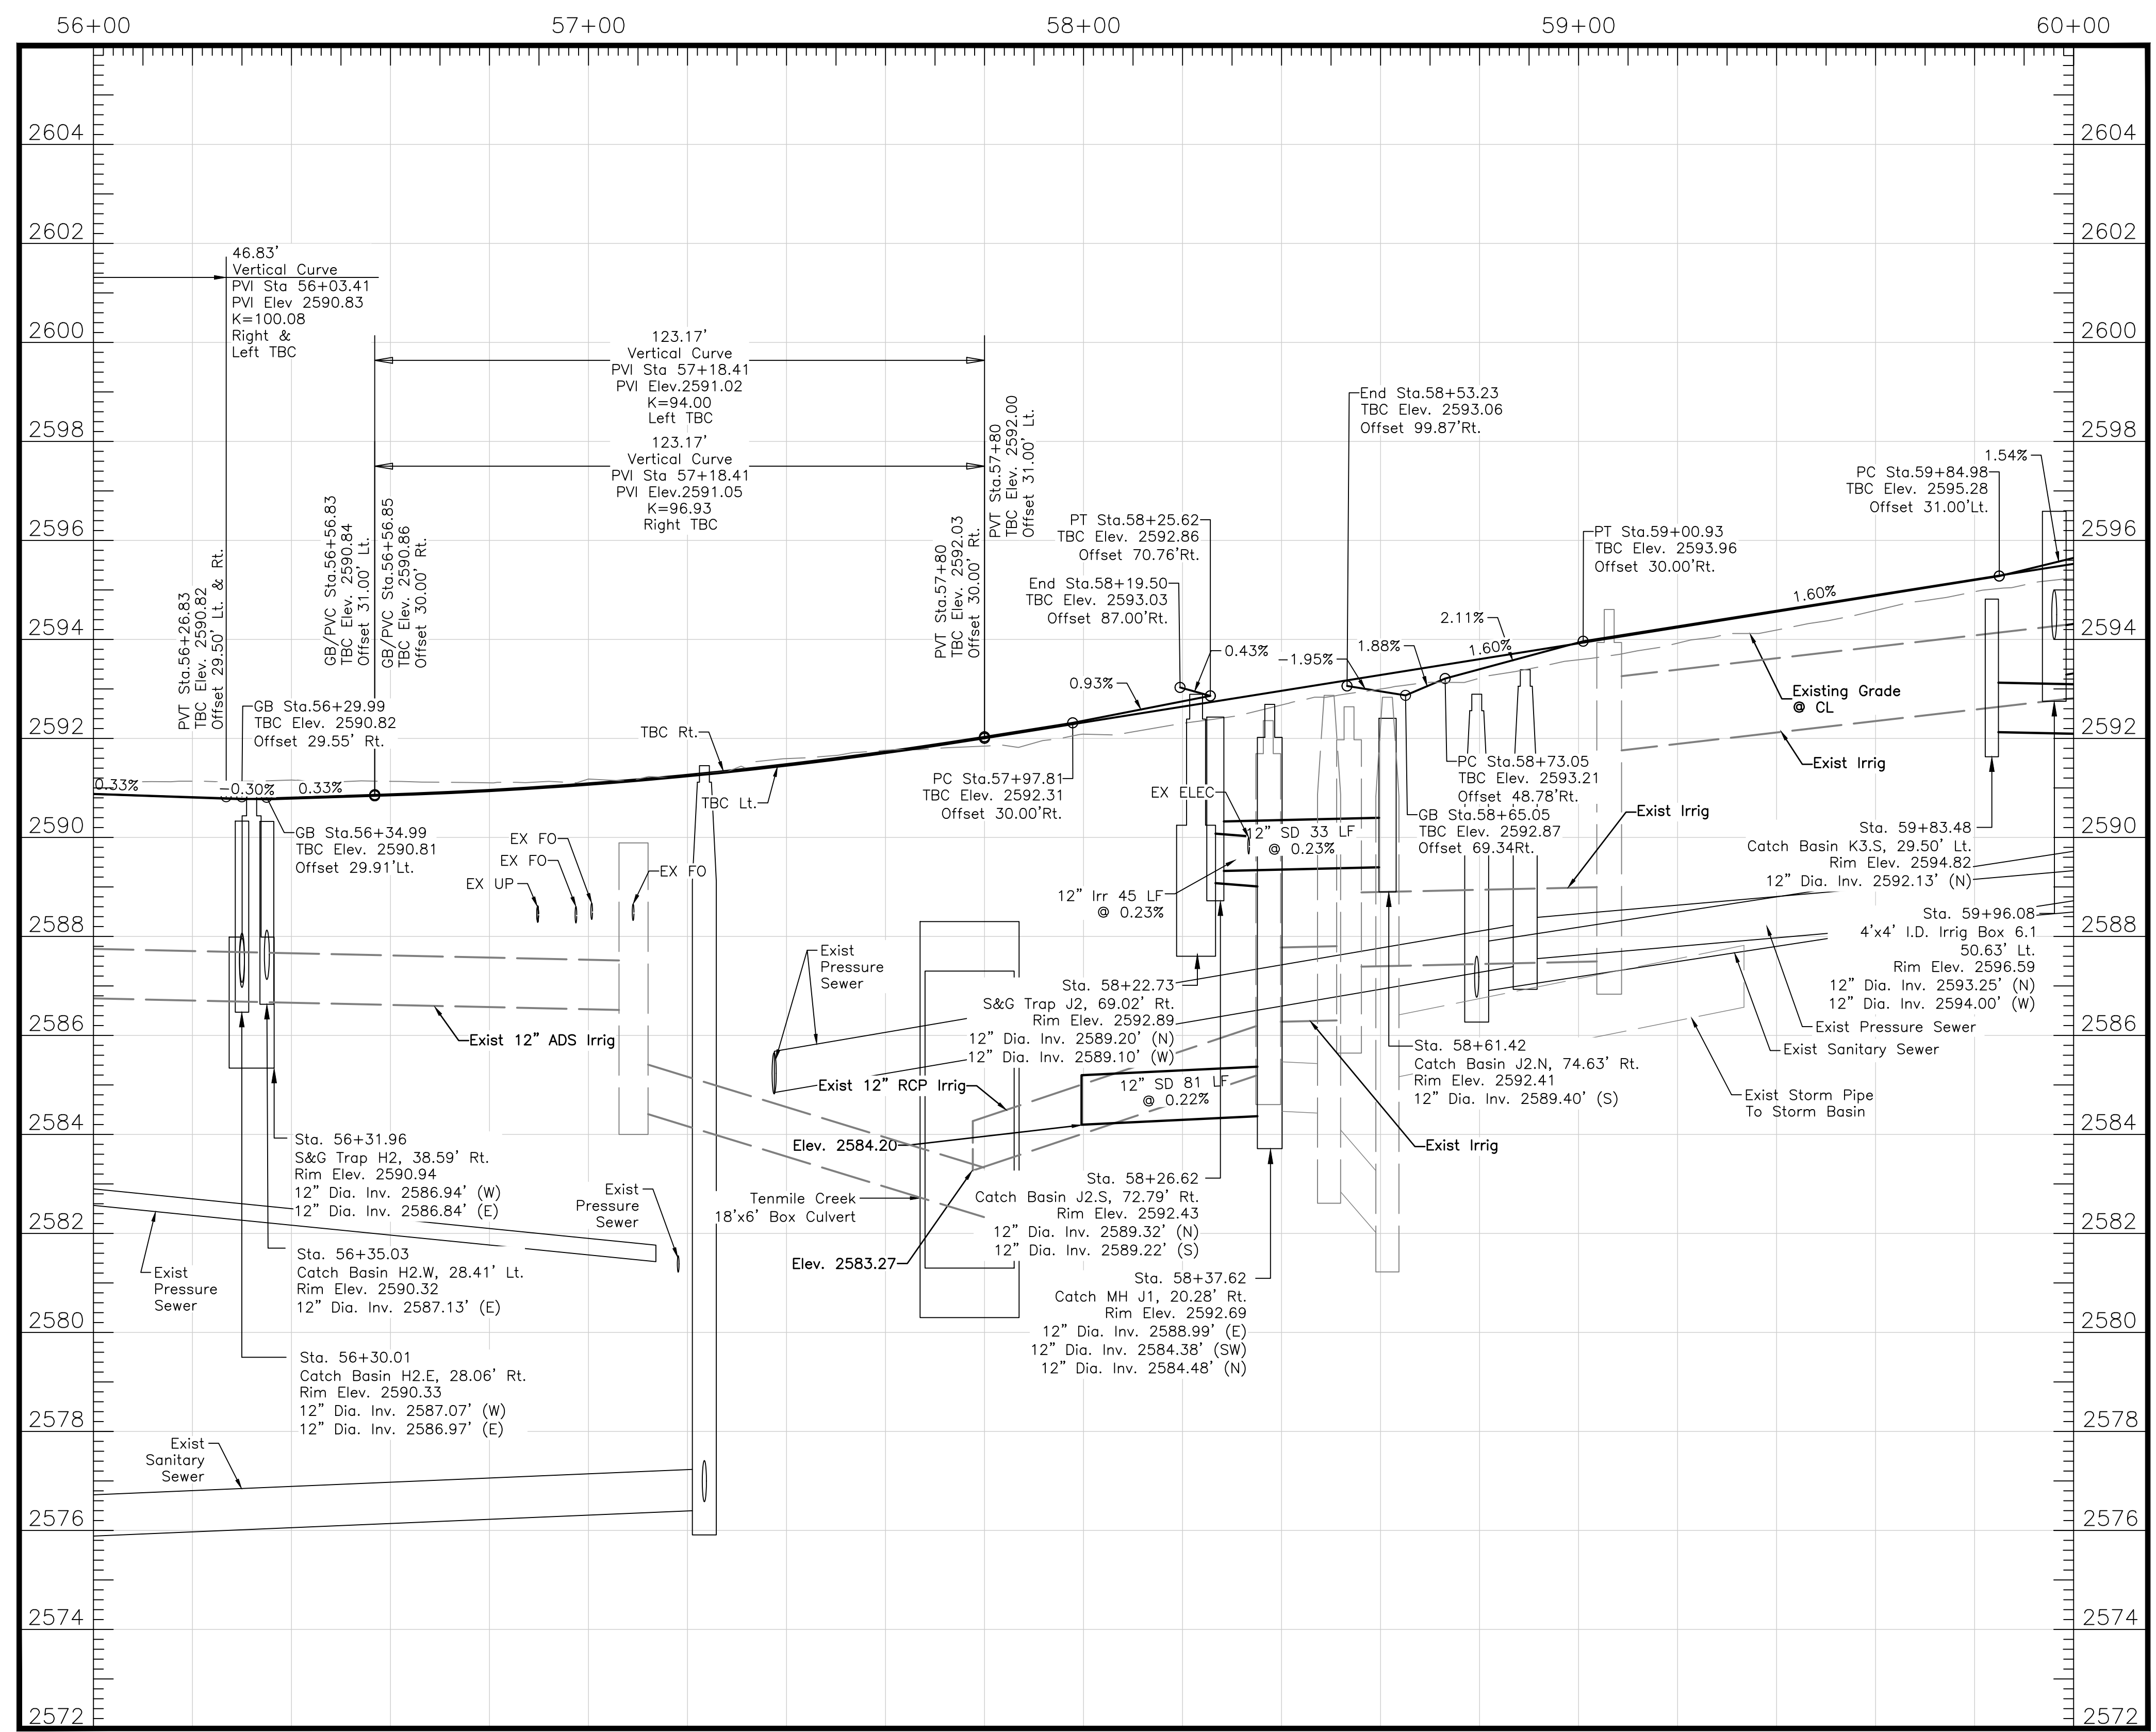 56+00 57+00 58+00 59+00 60+00
2604 2604
2602 2602
2600 2600
2598 2598
2596 2596
2594 2594
2592 2592
2590 2590
2588 2588
2586 2586
2584 2584
2582 2582
2580 2580
2578 2578
2576 2576
2574 2574
2572 2572
46.83'
Vertical Curve
PVI Sta 56+03.41
PVI Elev 2590.83
K=100.08
Right &
Left TBC
123.17'
Vertical Curve
PVI Sta 57+18.41
PVI Elev.2591.02
K=94.00
Left TBC
123.17'
Vertical Curve
PVI Sta 57+18.41
PVI Elev.2591.05
K=96.93
Right TBC
PVT Sta.56+26.83
TBC Elev. 2590.82
Offset 29.50' Lt. & Rt.
GB/PVC Sta.56+56.83
TBC Elev. 2590.84
Offset 31.00' Lt.
GB/PVC Sta.56+56.85
TBC Elev. 2590.86
Offset 30.00' Rt.
PVT Sta.57+80
TBC Elev. 2592.03
Offset 30.00' Rt.
PVT Sta.57+80
TBC Elev. 2592.00
Offset 31.00' Lt.
GB Sta.56+29.99
TBC Elev. 2590.82
Offset 29.55' Rt.
0.33%
-0.30%
0.33%
GB Sta.56+34.99
TBC Elev. 2590.81
Offset 29.91'Lt.
TBC Rt.
TBC Lt.
EX FO
EX FO
EX UP
EX FO
PT Sta.58+25.62
TBC Elev. 2592.86
Offset 70.76'Rt.
End Sta.58+19.50
TBC Elev. 2593.03
Offset 87.00'Rt.
End Sta.58+53.23
TBC Elev. 2593.06
Offset 99.87'Rt.
PT Sta.59+00.93
TBC Elev. 2593.96
Offset 30.00'Rt.
PC Sta.59+84.98
TBC Elev. 2595.28
Offset 31.00'Lt.
1.54%
0.93%
0.43%
-1.95%
1.88%
2.11%
1.60%
1.60%
PC Sta.57+97.81
TBC Elev. 2592.31
Offset 30.00'Rt.
EX ELEC
12" SD 33 LF
@ 0.23%
12" Irr 45 LF
@ 0.23%
PC Sta.58+73.05
TBC Elev. 2593.21
Offset 48.78'Rt.
GB Sta.58+65.05
TBC Elev. 2592.87
Offset 69.34Rt.
Existing Grade
@ CL
Exist Irrig
Exist Irrig
Sta. 59+83.48
Catch Basin K3.S, 29.50' Lt.
Rim Elev. 2594.82
12" Dia. Inv. 2592.13' (N)
Sta. 59+96.08
4'x4' I.D. Irrig Box 6.1
50.63' Lt.
Rim Elev. 2596.59
12" Dia. Inv. 2593.25' (N)
12" Dia. Inv. 2594.00' (W)
Exist Pressure Sewer
Exist Sanitary Sewer
Exist Storm Pipe
To Storm Basin
Exist
Pressure
Sewer
Sta. 58+22.73
S&G Trap J2, 69.02' Rt.
Rim Elev. 2592.89
12" Dia. Inv. 2589.20' (N)
12" Dia. Inv. 2589.10' (W)
Exist 12" ADS Irrig
Exist 12" RCP Irrig
12" SD 81 LF
@ 0.22%
Sta. 58+61.42
Catch Basin J2.N, 74.63' Rt.
Rim Elev. 2592.41
12" Dia. Inv. 2589.40' (S)
Exist Irrig
Elev. 2584.20
Sta. 56+31.96
S&G Trap H2, 38.59' Rt.
Rim Elev. 2590.94
12" Dia. Inv. 2586.94' (W)
12" Dia. Inv. 2586.84' (E)
Exist
Pressure
Sewer
Tenmile Creek
18'x6' Box Culvert
Sta. 58+26.62
Catch Basin J2.S, 72.79' Rt.
Rim Elev. 2592.43
12" Dia. Inv. 2589.32' (N)
12" Dia. Inv. 2589.22' (S)
Elev. 2583.27
Exist
Pressure
Sewer
Sta. 56+35.03
Catch Basin H2.W, 28.41' Lt.
Rim Elev. 2590.32
12" Dia. Inv. 2587.13' (E)
Sta. 58+37.62
Catch MH J1, 20.28' Rt.
Rim Elev. 2592.69
12" Dia. Inv. 2588.99' (E)
12" Dia. Inv. 2584.38' (SW)
12" Dia. Inv. 2584.48' (N)
Sta. 56+30.01
Catch Basin H2.E, 28.06' Rt.
Rim Elev. 2590.33
12" Dia. Inv. 2587.07' (W)
12" Dia. Inv. 2586.97' (E)
Exist
Sanitary
Sewer